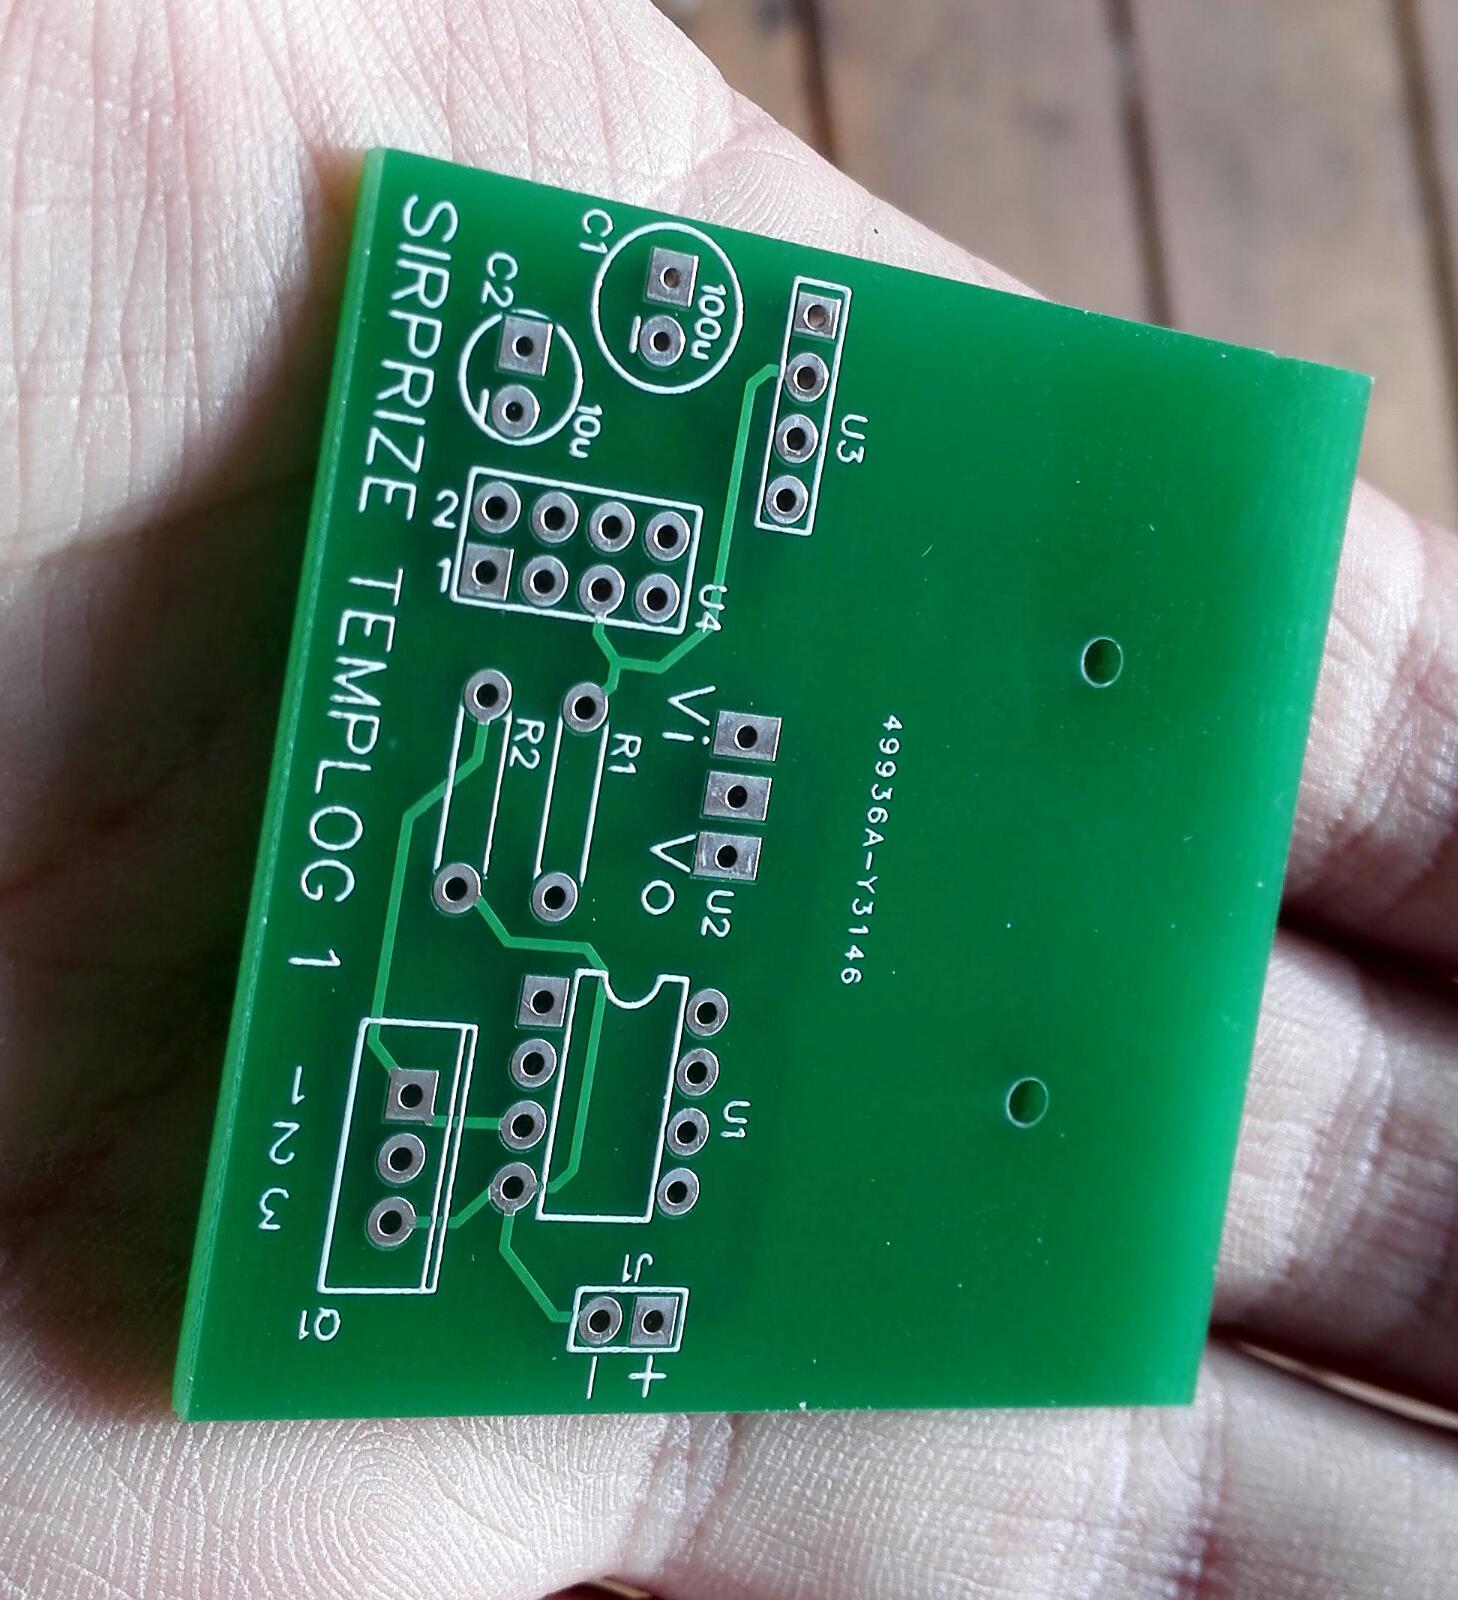 49936A-Y3146
U3
U1
U2
U4
Vi
Vo
100u
J1
+
-
R1
C1
10u
R2
C2
2 1
SIRPRIZE TEMPLOG 1
Q1
1 2 3